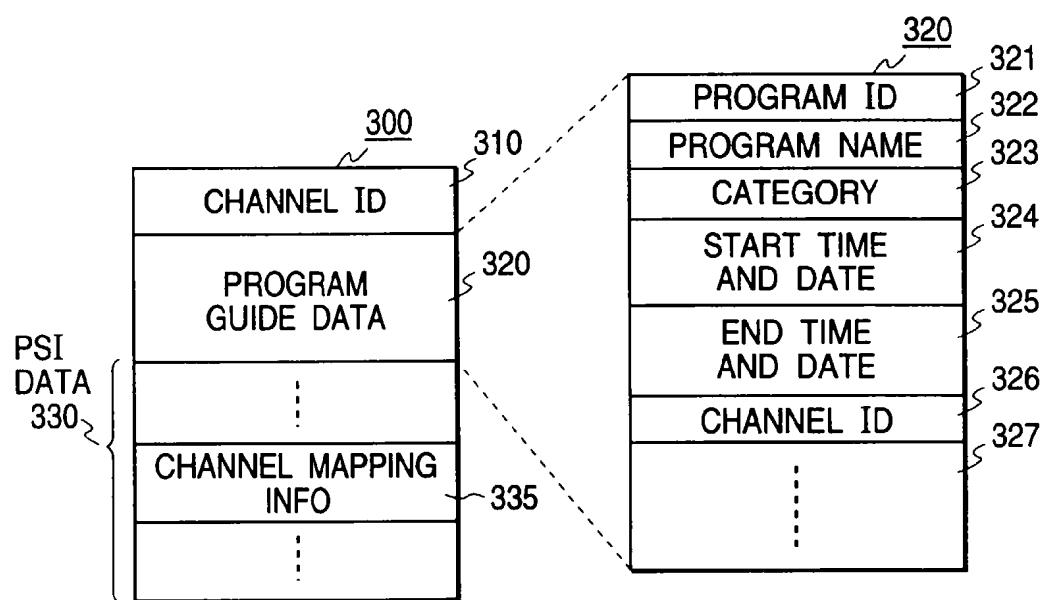 300
310
CHANNEL ID
PROGRAM
GUIDE DATA
320
PSI
DATA
330
CHANNEL MAPPING
INFO
335
320
321
PROGRAM ID
322
PROGRAM NAME
323
CATEGORY
324
START TIME
AND DATE
325
END TIME
AND DATE
326
CHANNEL ID
327